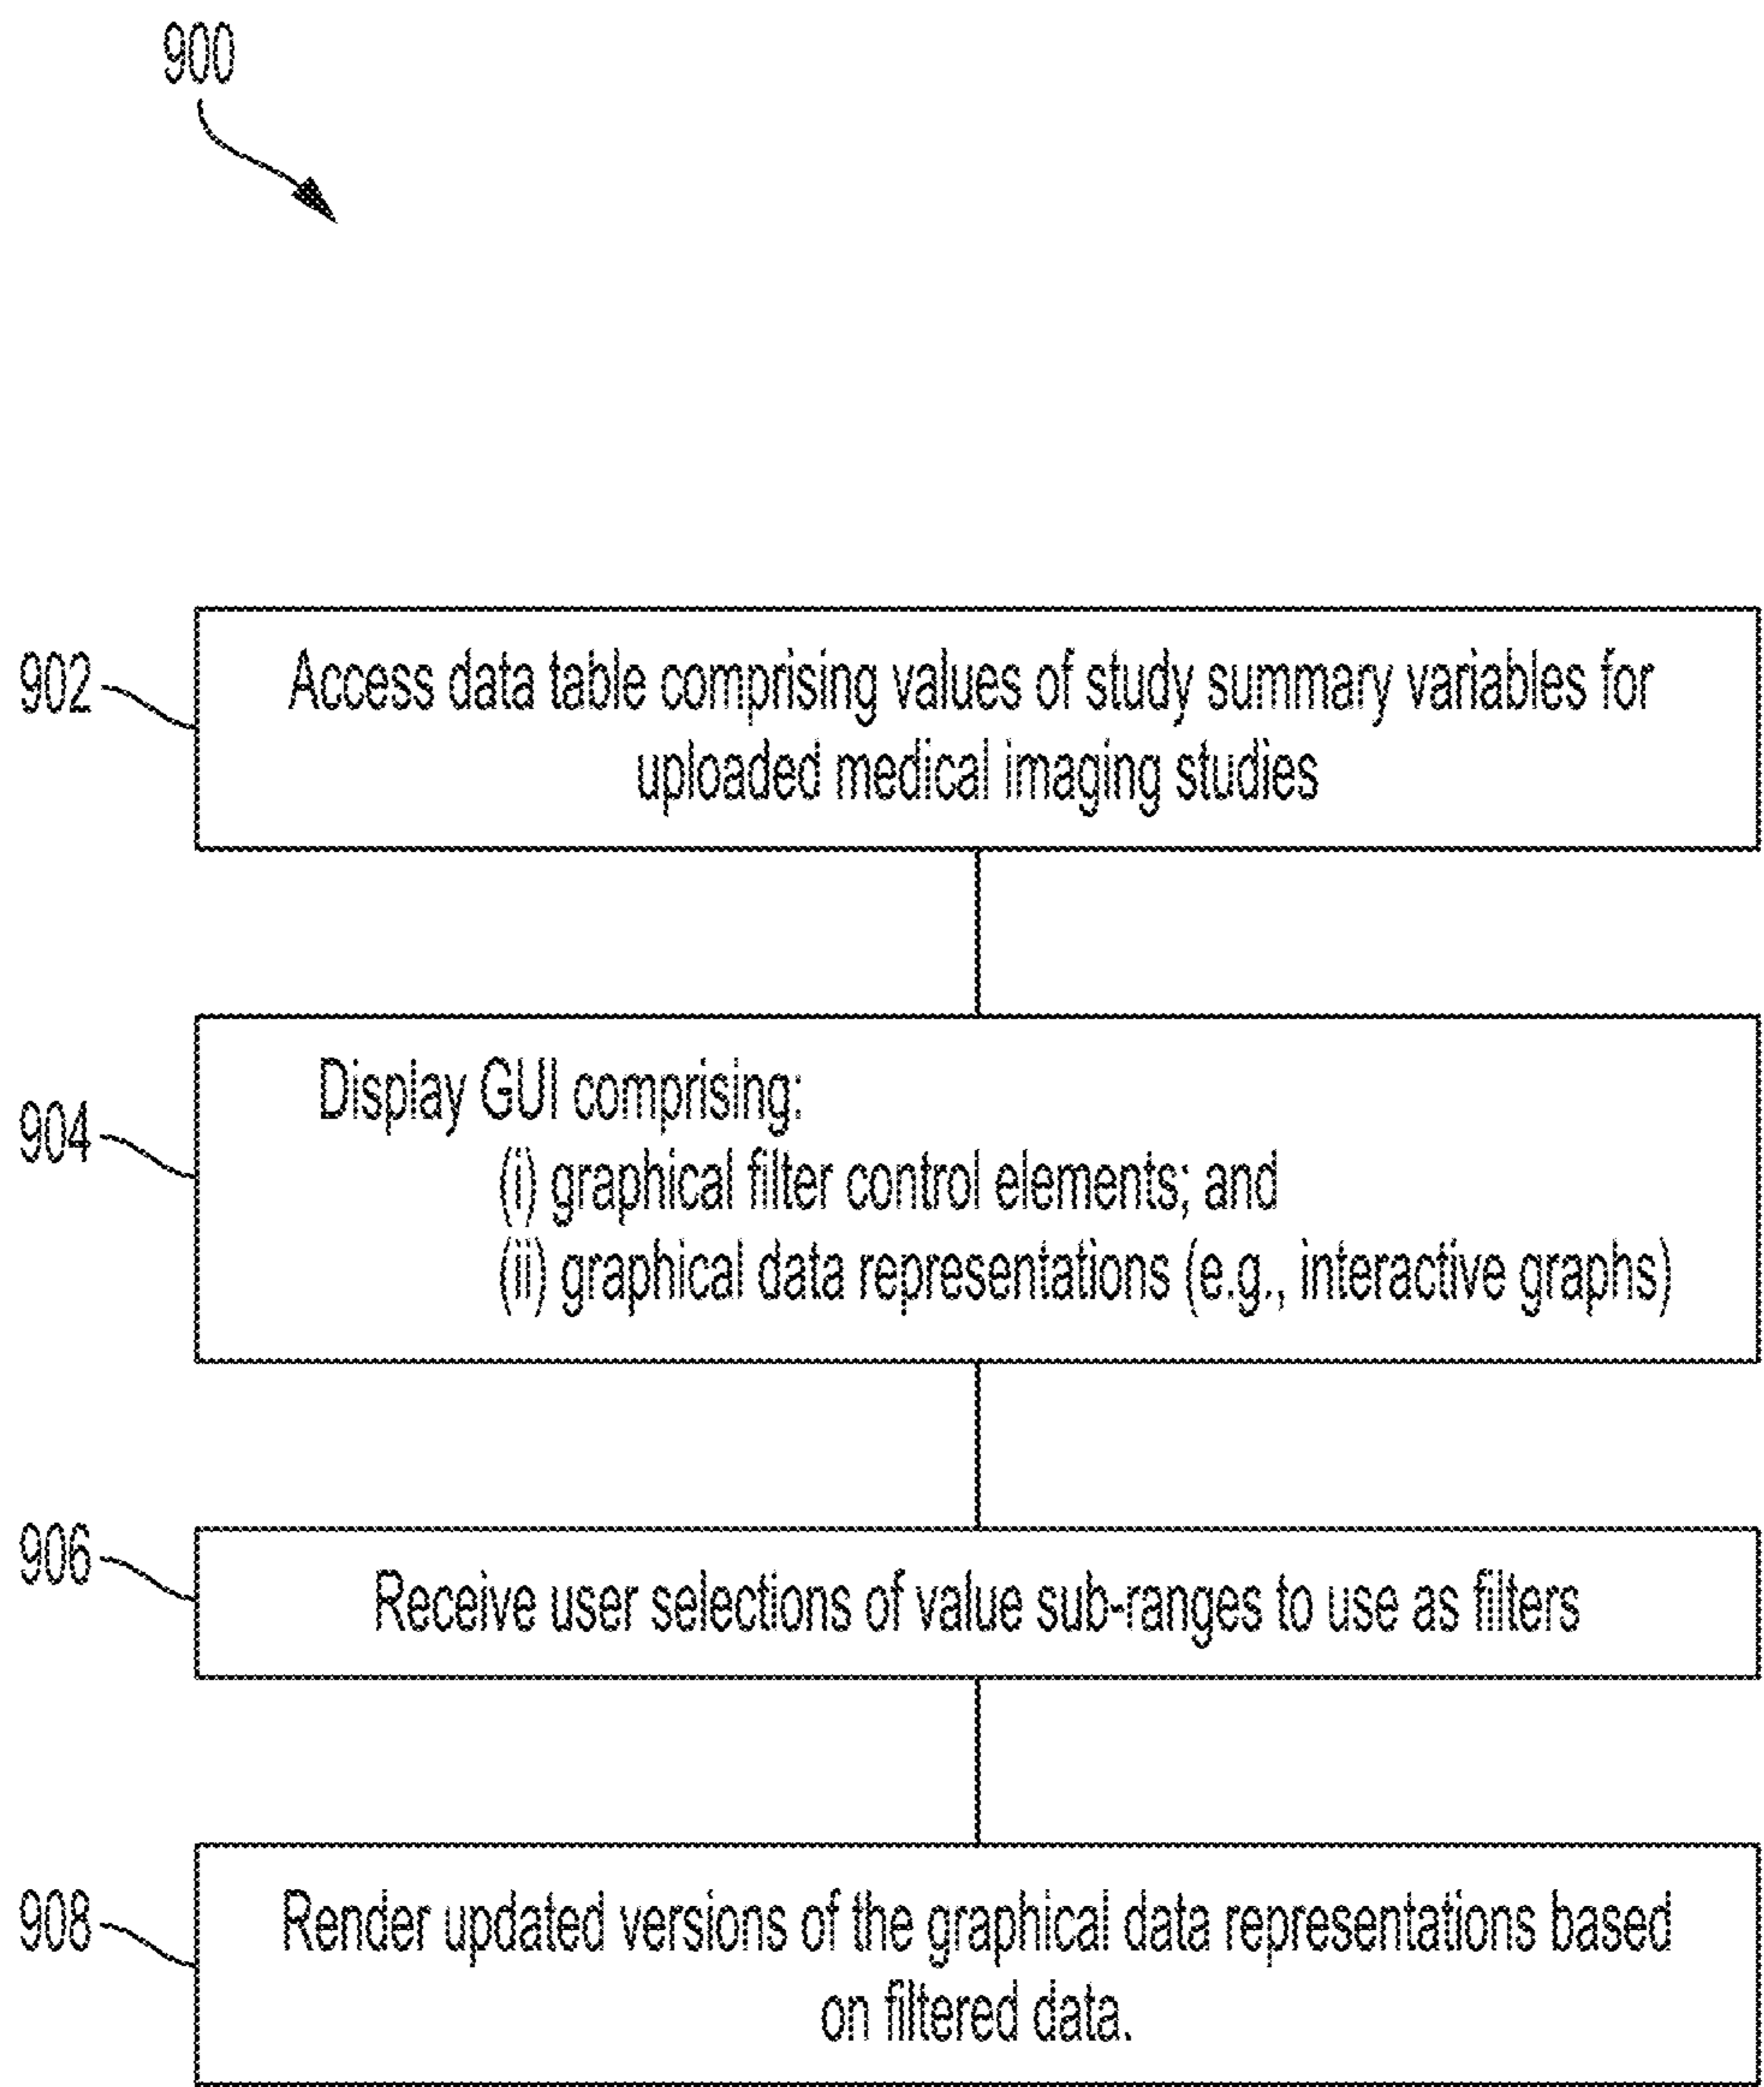 900
902
Access data table comprising values of study summary variables for
uploaded medical imaging studies
904
Display GUI comprising:
(i) graphical filter control elements; and
(ii) graphical data representations (e.g., interactive graphs)
906
Receive user selections of value sub-ranges to use as filters
908
Render updated versions of the graphical data representations based
on filtered data.